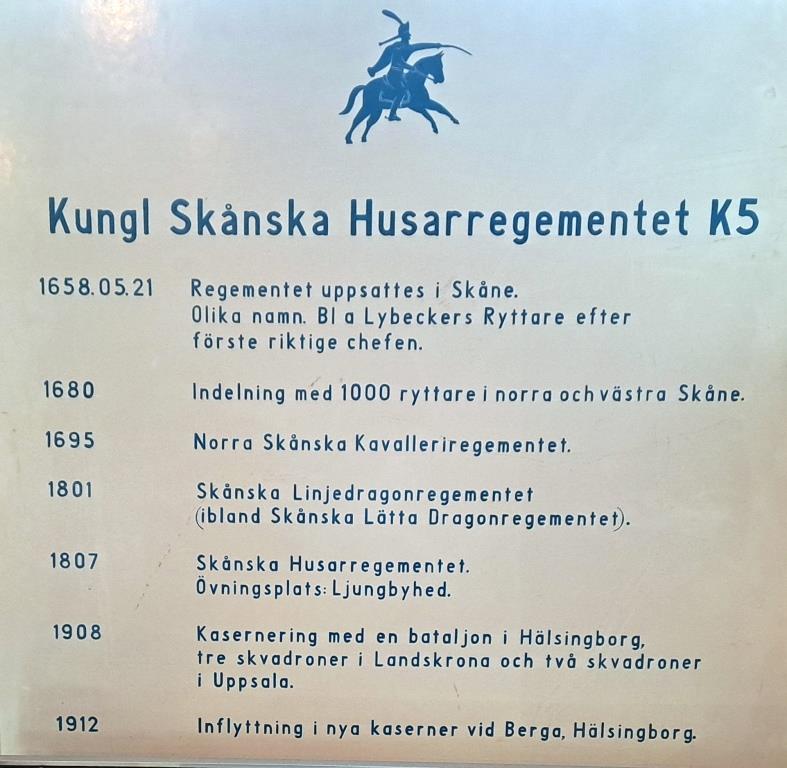 Kungl Skånska Husarregementet K5
1658.05.21 Regementet uppsattes i Skåne.
Olika namn. Bl a Lybeckers Ryttare efter
förste riktige chefen.
1680 Indelning med 1000 ryttare i norra och västra Skåne.
1695 Norra Skånska Kavalleriregementet.
1801 Skånska Linjedragonregementet
(ibland Skånska Lätta Dragonregementet).
1807 Skånska Husarregementet.
Övningsplats: Ljungbyhed.
1908 Kasernering med en bataljon i Hälsingborg,
tre skvadroner i Landskrona och två skvadroner
i Uppsala.
1912 Inflyttning i nya kaserner vid Berga, Hälsingborg.